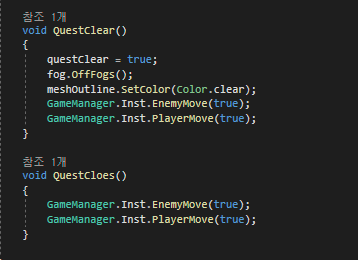 참조 1개
void QuestClear()
{
questClear = true;
fog.OffFogs();
meshOutline.SetColor(Color.clear);
GameManager.Inst.EnemyMove(true);
GameManager.Inst.PlayerMove(true);
}
참조 1개
void QuestCloes()
{
GameManager.Inst.EnemyMove(true);
GameManager.Inst.PlayerMove(true);
}